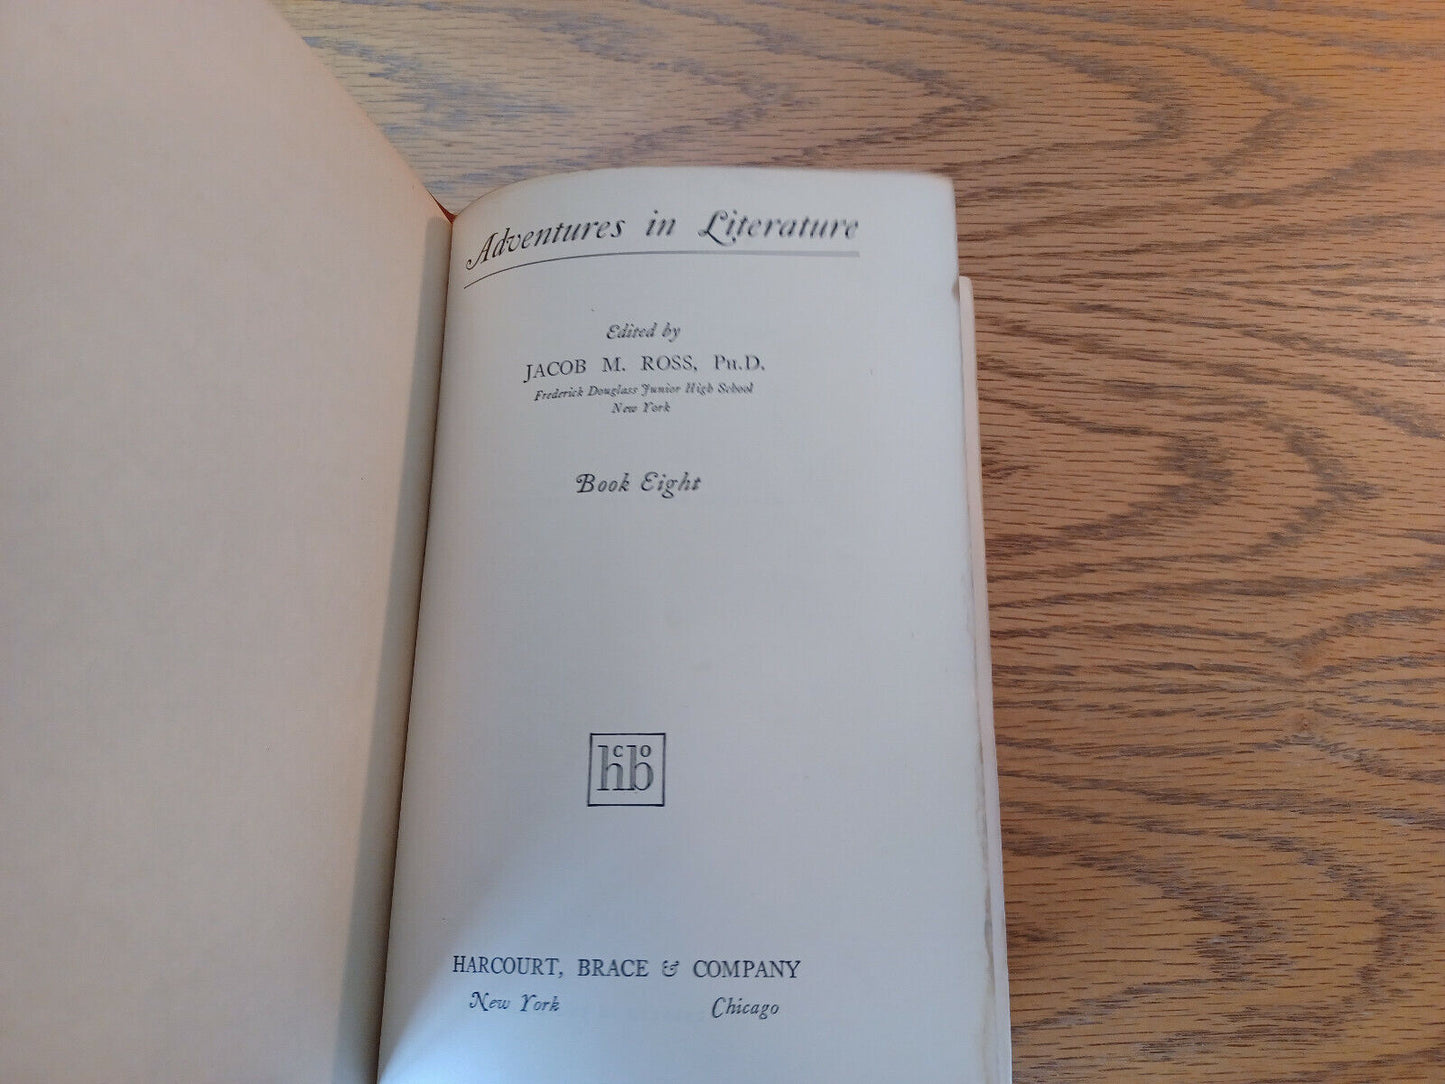 Adventures in Literature
Edited by
JACOB M. ROSS, PH.D.
Frederick Douglass Junior High School
New York
Book Eight
hcbo
HARCOURT, BRACE & COMPANY
New York Chicago